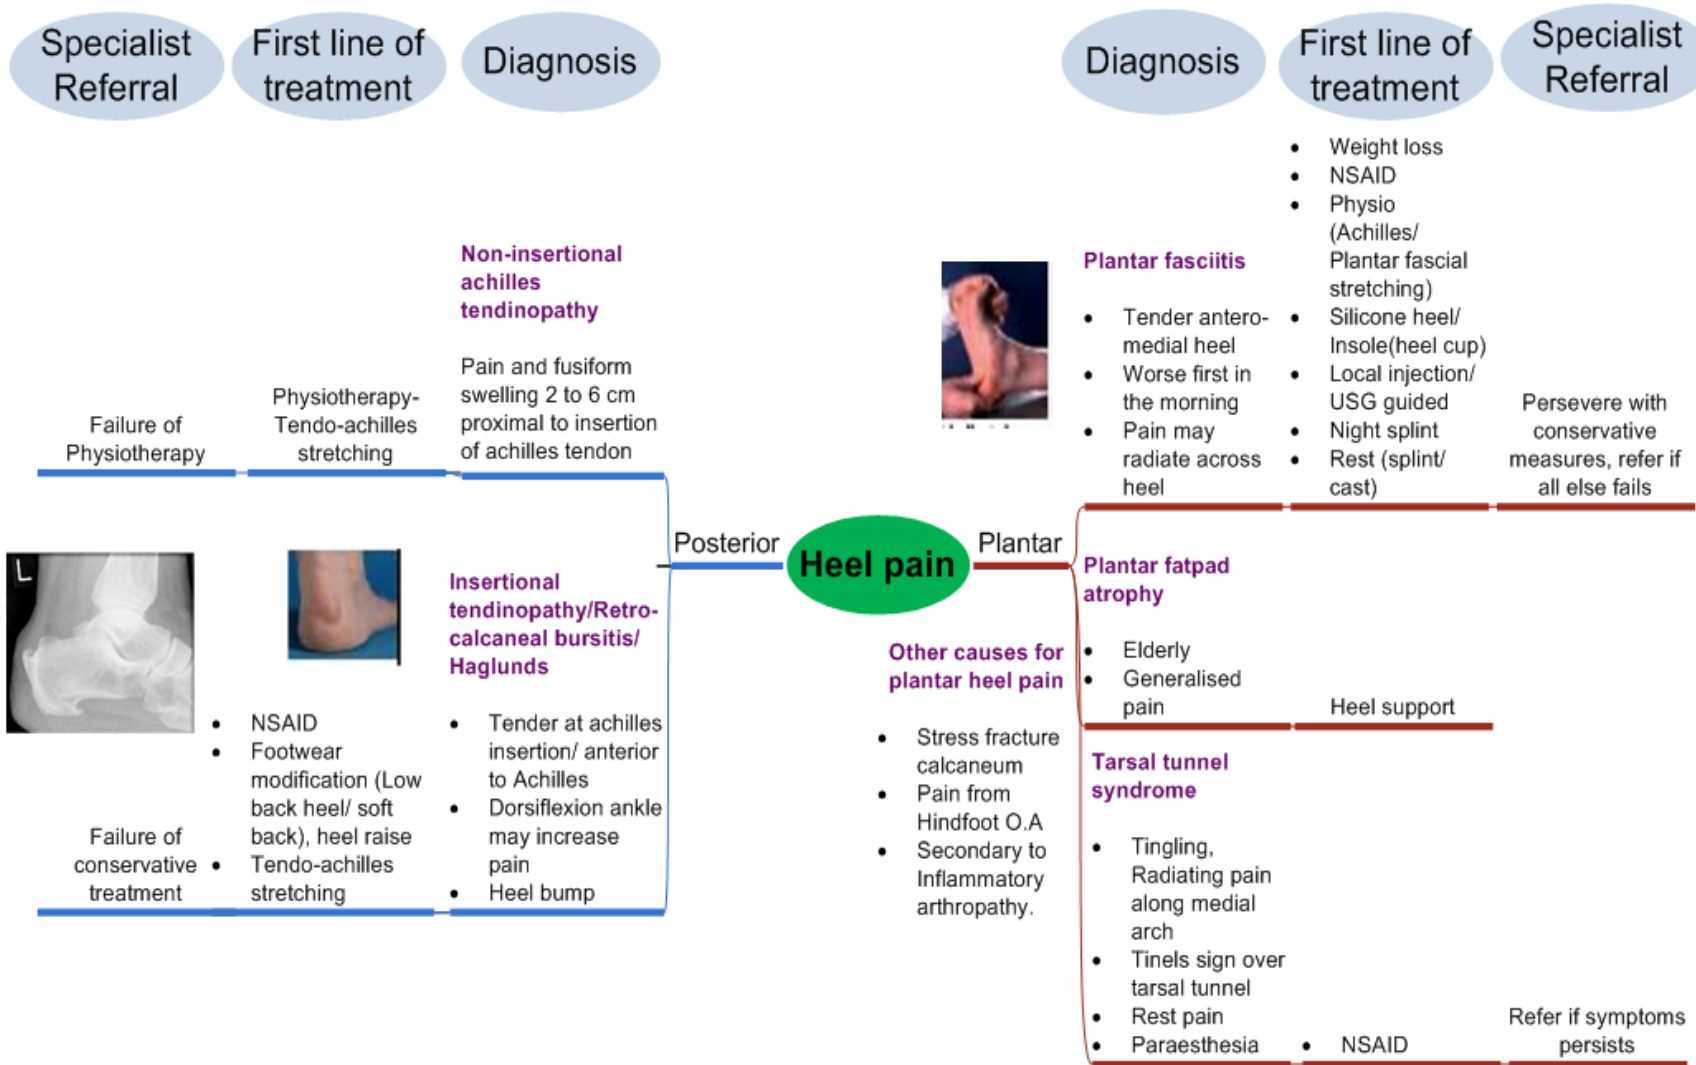 Specialist
Referral
First line of
treatment
Diagnosis
Diagnosis
First line of
treatment
Specialist
Referral
Non-insertional
achilles
tendinopathy
Pain and fusiform
swelling 2 to 6 cm
proximal to insertion
of achilles tendon
Physiotherapy-
Tendo-achilles
stretching
Failure of
Physiotherapy
L
Insertional
tendinopathy/Retro-
calcaneal bursitis/
Haglunds
• Tender at achilles
insertion/ anterior
to Achilles
• Dorsiflexion ankle
may increase
pain
• Heel bump
• NSAID
• Footwear
modification (Low
back heel/ soft
back), heel raise
• Tendo-achilles
stretching
Failure of
conservative
treatment
Posterior
Heel pain
Plantar
Plantar fasciitis
• Tender antero-
medial heel
• Worse first in
the morning
• Pain may
radiate across
heel
• Weight loss
• NSAID
• Physio
(Achilles/
Plantar fascial
stretching)
• Silicone heel/
Insole(heel cup)
• Local injection/
USG guided
• Night splint
• Rest (splint/
cast)
Persevere with
conservative
measures, refer if
all else fails
Plantar fatpad
atrophy
• Elderly
• Generalised
pain
Heel support
Other causes for
plantar heel pain
• Stress fracture
calcaneum
• Pain from
Hindfoot O.A
• Secondary to
Inflammatory
arthropathy.
Tarsal tunnel
syndrome
• Tingling,
Radiating pain
along medial
arch
• Tinels sign over
tarsal tunnel
• Rest pain
• Paraesthesia
• NSAID
Refer if symptoms
persists